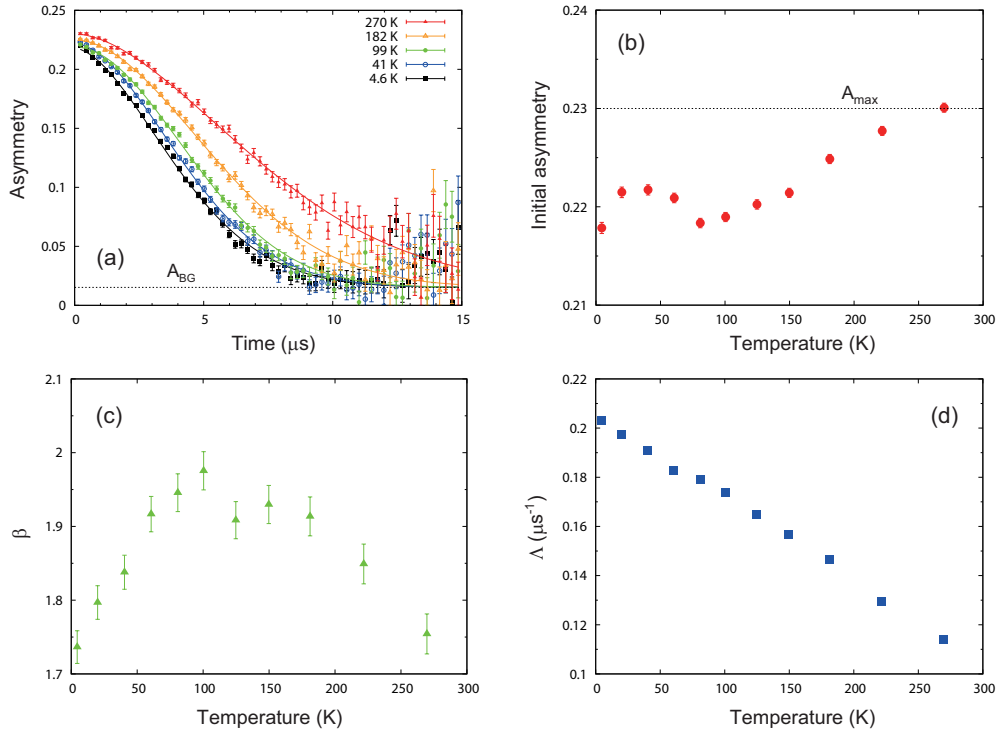 0.25
0.2
0.15
0.1
0.05
0
Asymmetry
270 K
182 K
99 K
41 K
4.6 K
(a)
A_BG
0 5 10 15
Time (μs)
0.24
0.23
0.22
0.21
Initial asymmetry
(b)
A_max
0 50 100 150 200 250 300
Temperature (K)
2.1
2
1.9
1.8
1.7
β
(c)
0 50 100 150 200 250 300
Temperature (K)
0.22
0.2
0.18
0.16
0.14
0.12
0.1
Λ (μs⁻¹)
(d)
0 50 100 150 200 250 300
Temperature (K)